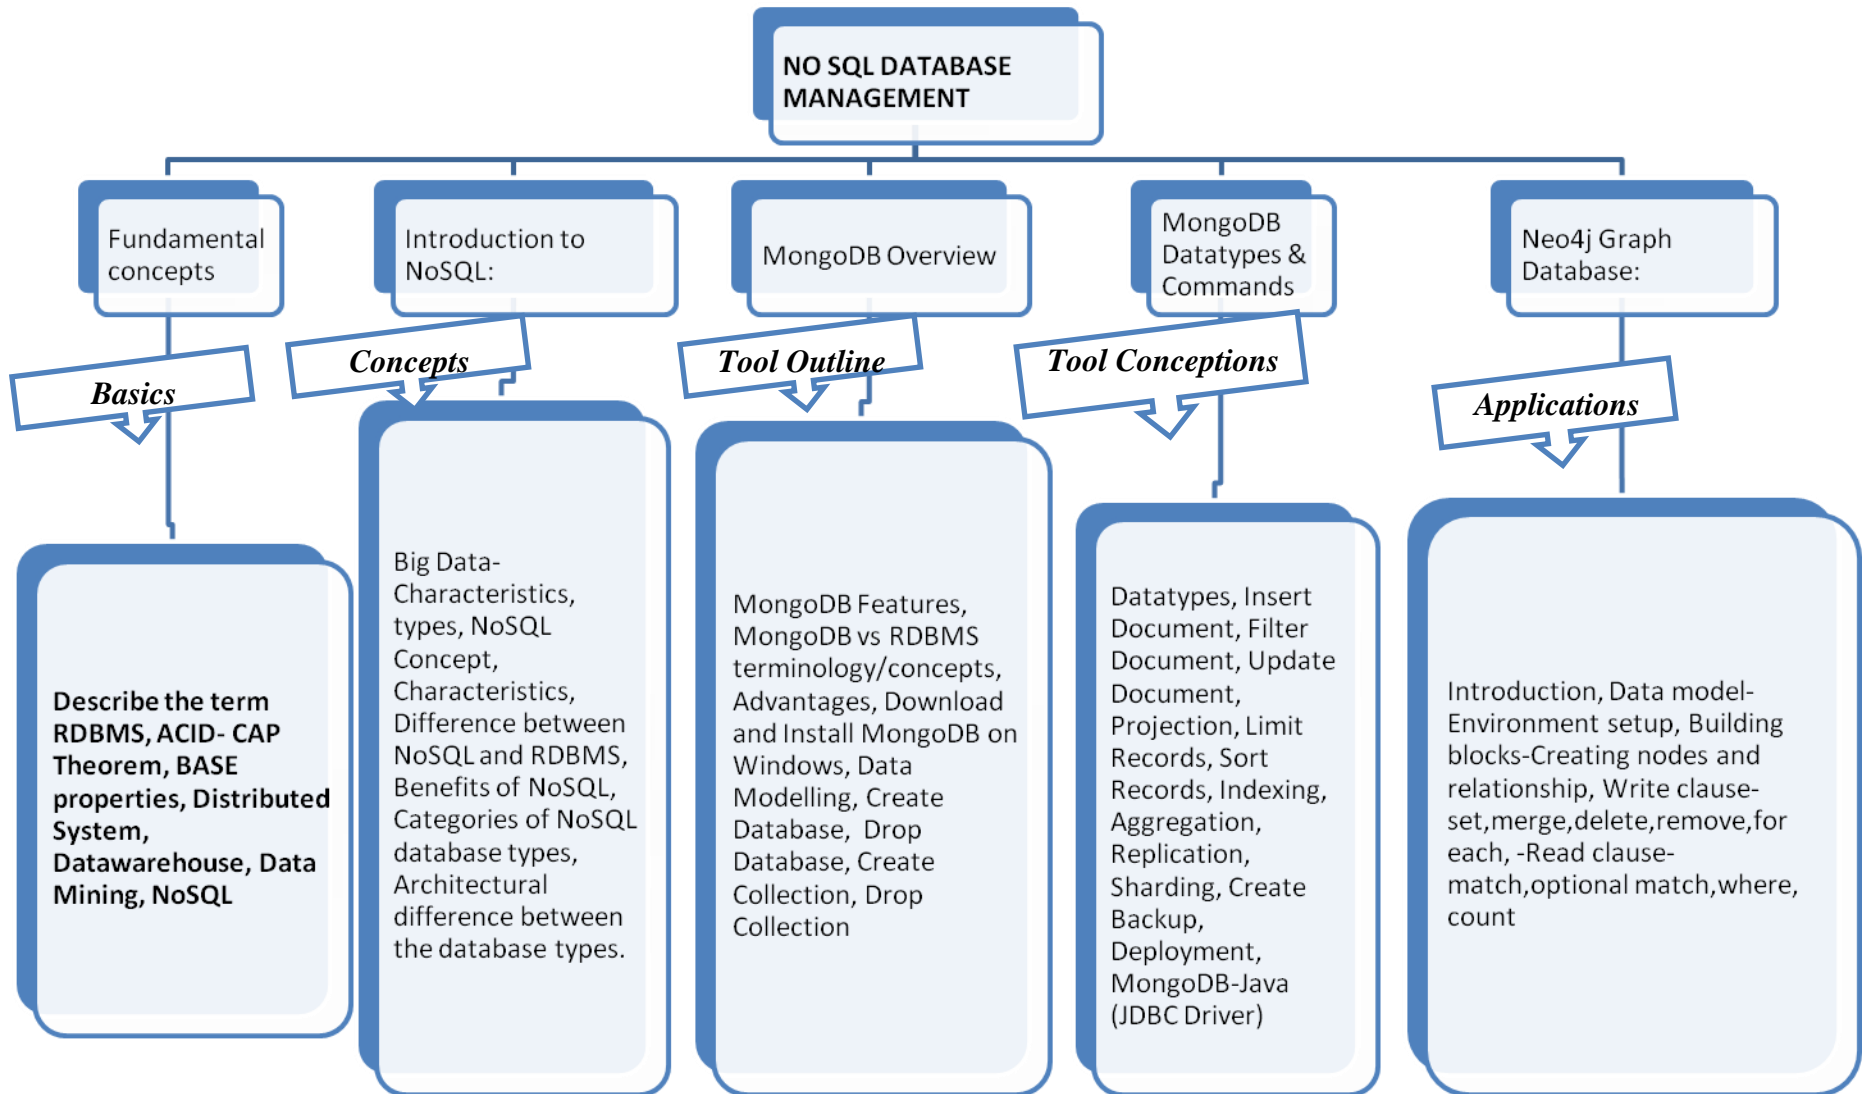 NO SQL DATABASE
MANAGEMENT
Fundamental
concepts
Introduction to
NoSQL:
MongoDB Overview
MongoDB
Datatypes &
Commands
Neo4j Graph
Database:
Basics
Concepts
Tool Outline
Tool Conceptions
Applications
Describe the term
RDBMS, ACID- CAP
Theorem, BASE
properties, Distributed
System,
Datawarehouse, Data
Mining, NoSQL
Big Data-
Characteristics,
types, NoSQL
Concept,
Characteristics,
Difference between
NoSQL and RDBMS,
Benefits of NoSQL,
Categories of NoSQL
database types,
Architectural
difference between
the database types.
MongoDB Features,
MongoDB vs RDBMS
terminology/concepts,
Advantages, Download
and Install MongoDB on
Windows, Data
Modelling, Create
Database, Drop
Database, Create
Collection, Drop
Collection
Datatypes, Insert
Document, Filter
Document, Update
Document,
Projection, Limit
Records, Sort
Records, Indexing,
Aggregation,
Replication,
Sharding, Create
Backup,
Deployment,
MongoDB-Java
(JDBC Driver)
Introduction, Data model-
Environment setup, Building
blocks-Creating nodes and
relationship, Write clause-
set,merge,delete,remove,for
each, -Read clause-
match,optional match,where,
count